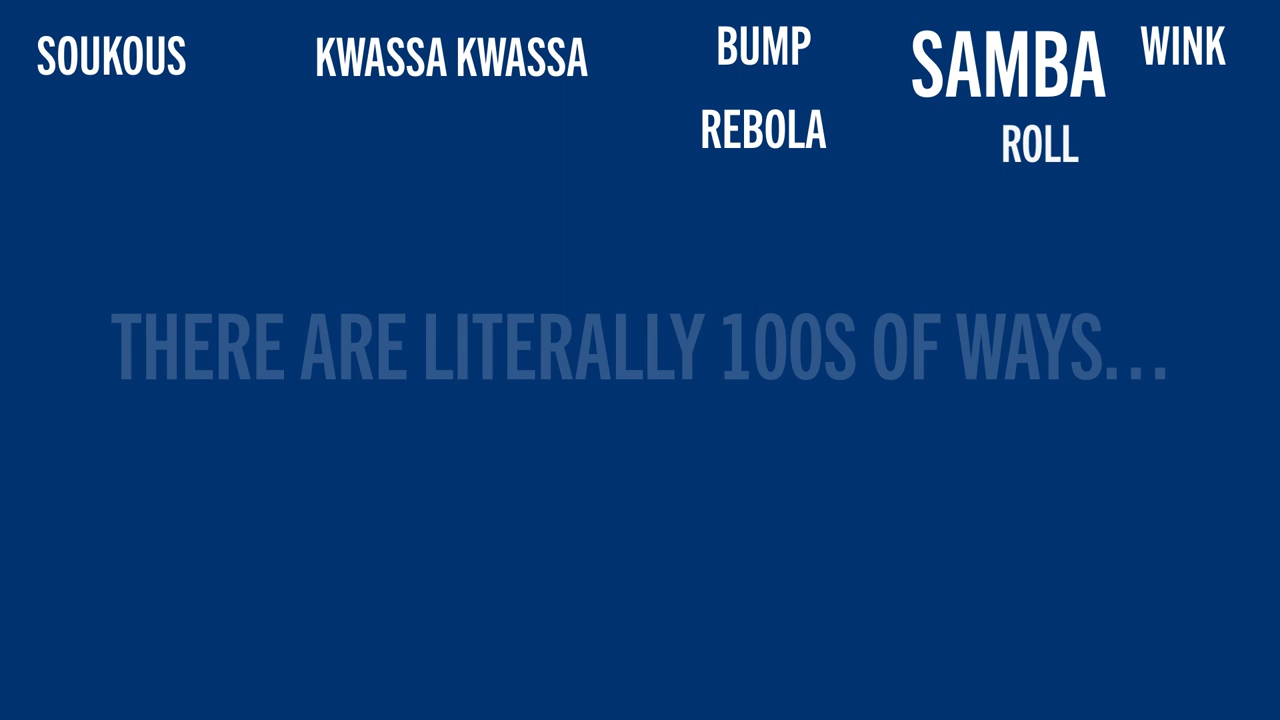 SOUKOUS
KWASSA KWASSA
BUMP
SAMBA
WINK
REBOLA
ROLL
THERE ARE LITERALLY 100S OF WAYS...